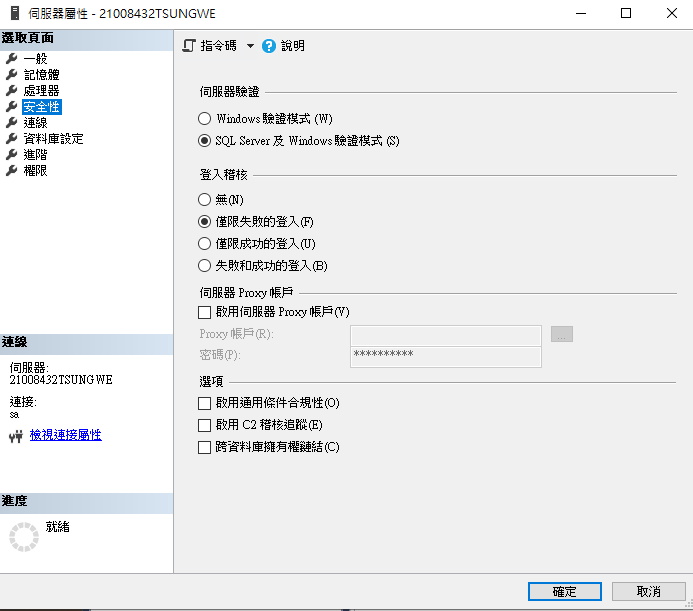 伺服器屬性 - 21008432TSUNGWE
選取頁面
一般
記憶體
處理器
安全性
連線
資料庫設定
進階
權限
指令碼
說明
伺服器驗證
Windows 驗證模式 (W)
SQL Server 及 Windows 驗證模式 (S)
登入稽核
無(N)
僅限失敗的登入(F)
僅限成功的登入(U)
失敗和成功的登入(B)
伺服器 Proxy 帳戶
啟用伺服器 Proxy 帳戶(V)
Proxy 帳戶(R):
...
密碼(P):
**********
選項
啟用通用條件合規性(O)
啟用 C2 稽核追蹤(E)
跨資料庫擁有權鏈結(C)
連線
伺服器:
21008432TSUNGWE
連接:
sa
檢視連接屬性
進度
就緒
確定
取消